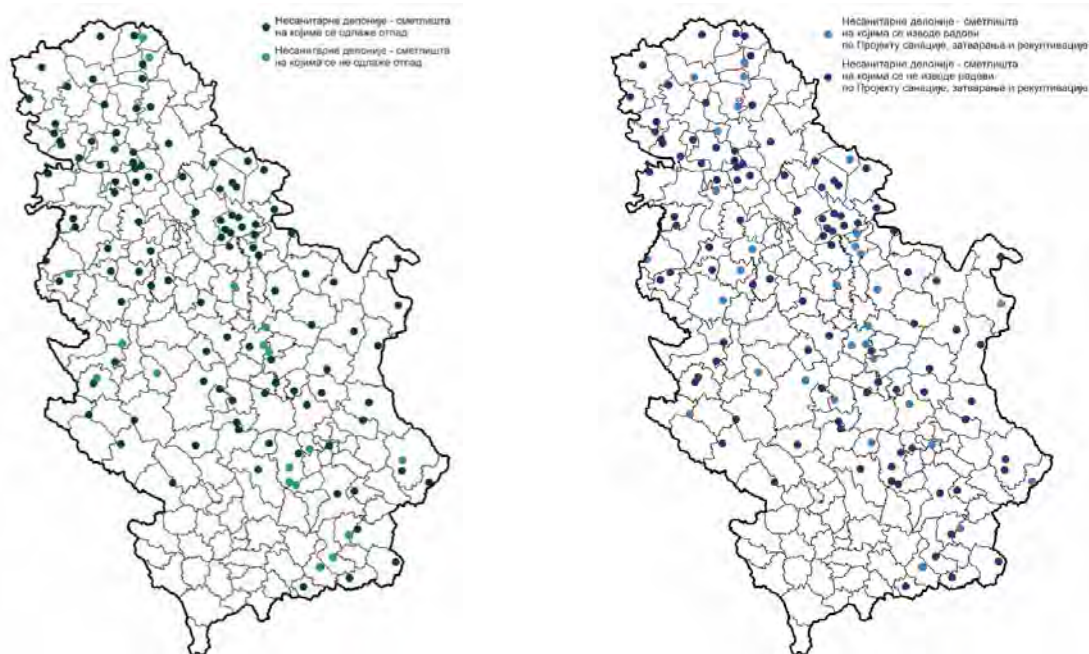 Несанитарне депоније - сметлишта
на којима се одлаже отпад
Несанитарне депоније - сметлишта
на којима се не одлаже отпад
Несанитарне депоније - сметлишта
на којима се изводе радови
по Пројекту санације, затварања и рекултивације
Несанитарне депоније - сметлишта
на којима се не изводе радови
по Пројекту санације, затварања и рекултивације